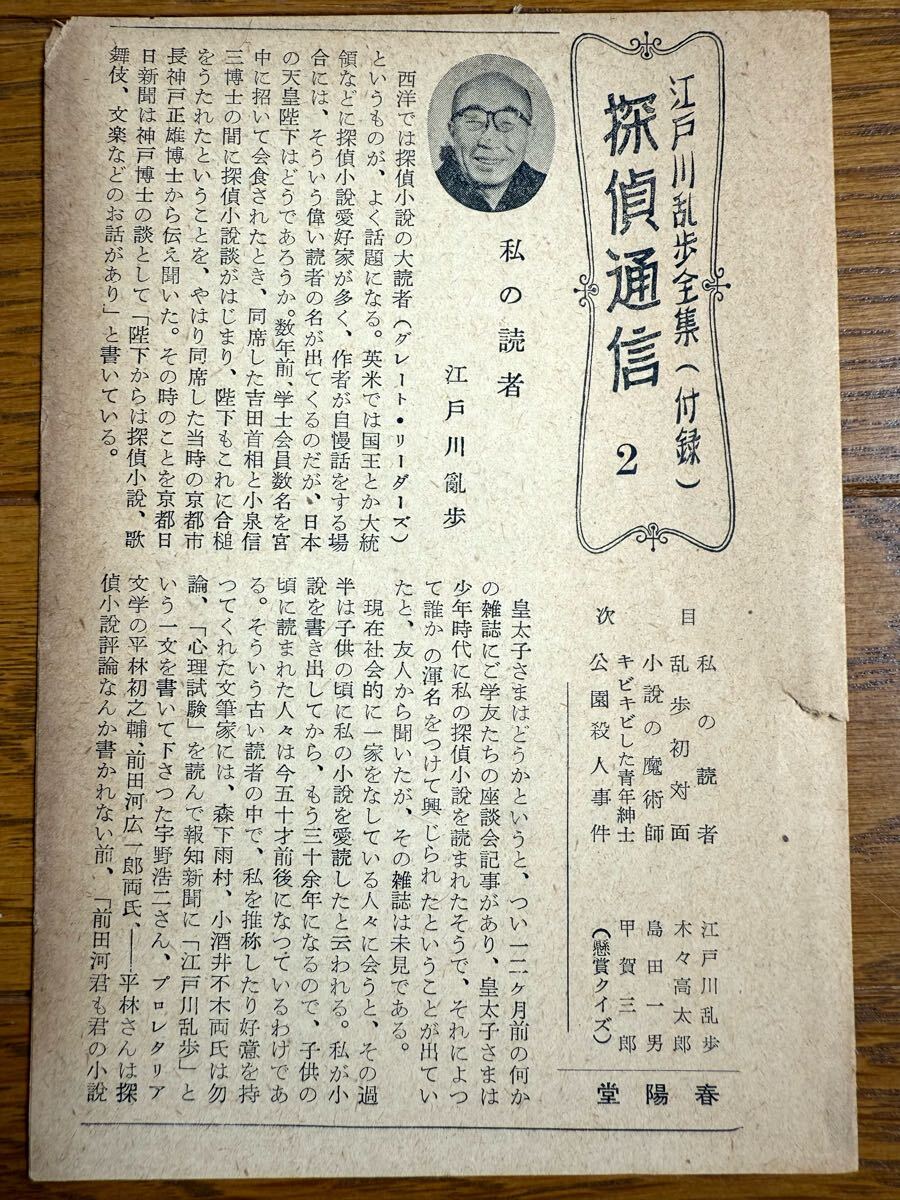 江戸川乱歩全集(付録)
探偵通信 2
目次
私の読者 江戸川乱歩
乱歩初対面 木々高太郎
小説の魔術師 島田一男
キビキビした青年紳士 甲賀三郎
公園殺人事件 (懸賞クイズ)
春陽堂
私の読者
江戸川亂歩
西洋では探偵小説の大読者(グレート・リーダーズ)
というものが、よく話題になる。英米では国王とか大統
領などに探偵小説愛好家が多く、作者が自慢話をする場
合には、そういう偉い読者の名が出てくるのだが、日本
の天皇陛下はどうであろうか。数年前、学士会員数名を宮
中に招いて会食されたとき、同席した吉田首相と小泉信
三博士の間に探偵小説談がはじまり、陛下もこれに合槌
をうたれたということを、やはり同席した当時の京都市
長神戸正雄博士から伝え聞いた。その時のことを京都日
日新聞は神戸博士の談として「陛下からは探偵小説、歌
舞伎、文楽などのお話があり」と書いている。
皇太子さまはどうかというと、つい一二ケ月前の何か
の雑誌にご学友たちの座談会記事があり、皇太子さまは
少年時代に私の探偵小説を読まれたそうで、それによつ
て誰かの渾名をつけて興じられたということが出てい
たと、友人から聞いたが、その雑誌は未見である。
現在社会的に一家をなしている人々に会うと、その過
半は子供の頃に私の小説を愛読したと云われる。私が小
説を書き出してから、もう三十余年になるので、子供の
頃に読まれた人々は今五十才前後になつているわけであ
る。そういう古い読者の中で、私を推称したり好意を持
つてくれた文筆家には、森下雨村、小酒井不木両氏は勿
論、「心理試験」を読んで報知新聞に「江戸川乱歩」と
いう一文を書いて下さつた宇野浩二さん、プロレタリア
文学の平林初之輔、前田河広一郎両氏、――平林さんは探
偵小説評論なんか書かれない前、「前田河君も君の小説